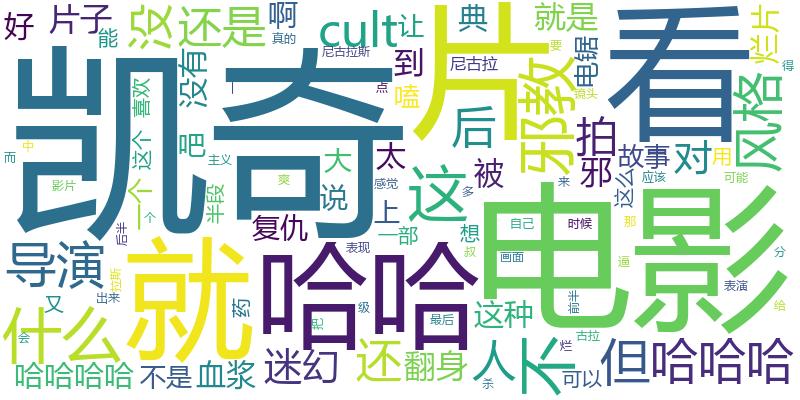 好
片子
能
没
还是
啊
真的
cult
让
典
就是
烂片
得
凯奇
片
看
没有
到
尼古拉斯
尼古拉
嗑
点
一
电锯
要
镜头
邪教
风格
中
而
喜欢
这个
一个
个
影片
巴
主义
爽
半段
大
说
感觉
太
上
后
被
这
多
来
拍
邪
故事
这么
应该
对
用
可能
复仇
一部
想
叔
自己
画面
时候
那
逼
分
表演
给
导演
后半
又
出来
拉斯
会
就
药
哈哈
表现
级
把
最后
电影
前半
古拉
烂
杀
什么
哈哈哈哈
不是
血浆
迷幻
还
翻身
这种
人
不
可以
但
哈哈哈